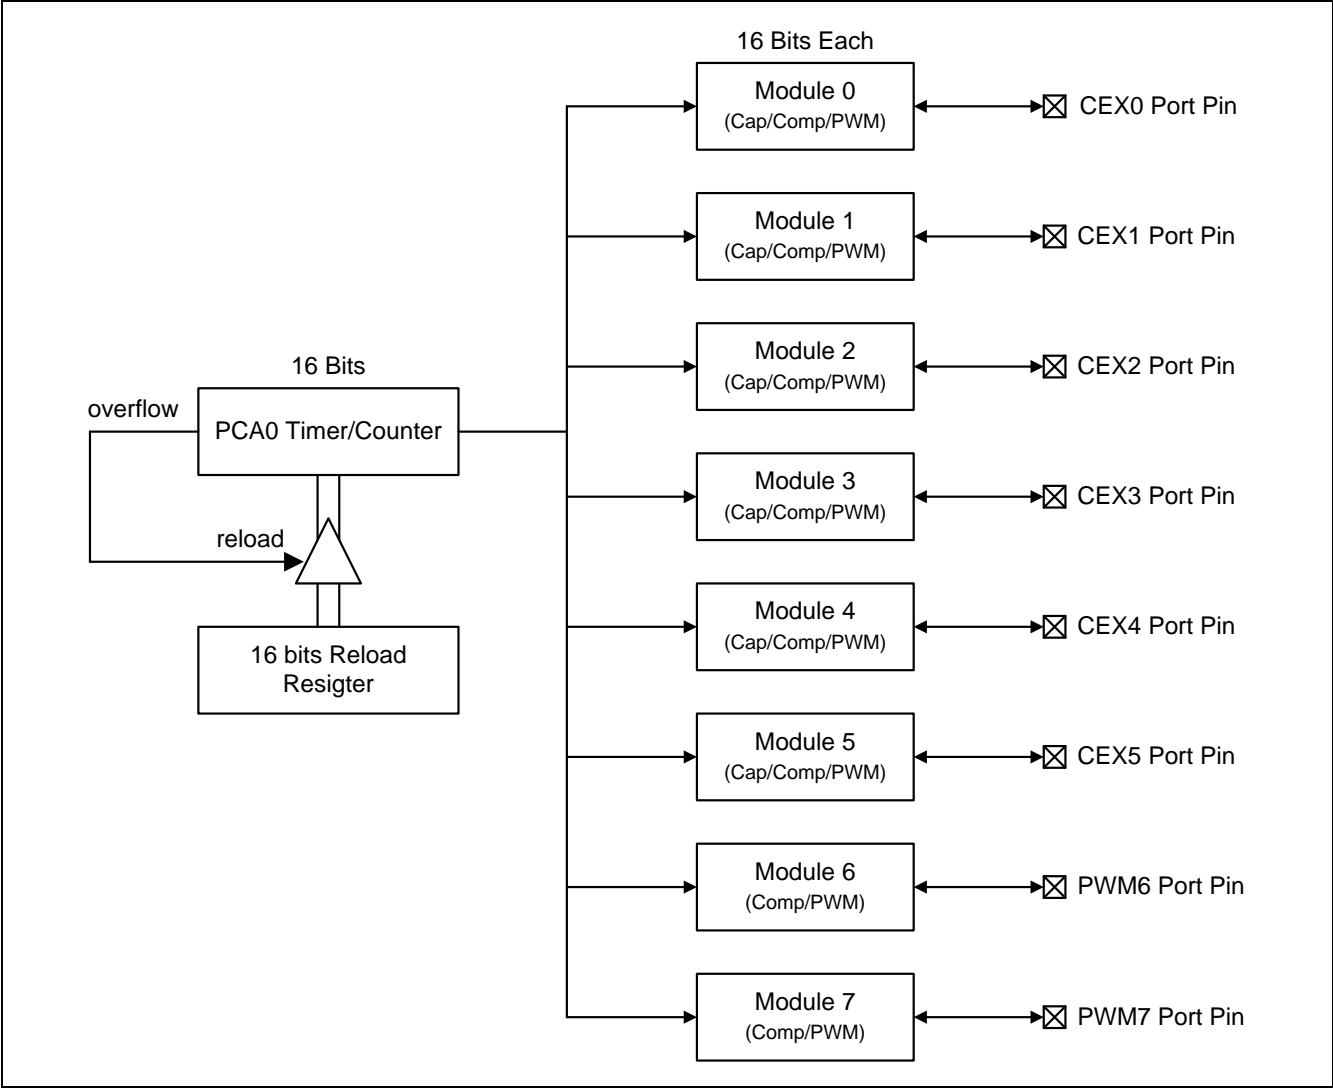 16 Bits Each
Module 0
(Cap/Comp/PWM)
CEX0 Port Pin
Module 1
(Cap/Comp/PWM)
CEX1 Port Pin
Module 2
(Cap/Comp/PWM)
CEX2 Port Pin
16 Bits
overflow
PCA0 Timer/Counter
Module 3
(Cap/Comp/PWM)
CEX3 Port Pin
reload
Module 4
(Cap/Comp/PWM)
CEX4 Port Pin
16 bits Reload
Resigter
Module 5
(Cap/Comp/PWM)
CEX5 Port Pin
Module 6
(Comp/PWM)
PWM6 Port Pin
Module 7
(Comp/PWM)
PWM7 Port Pin